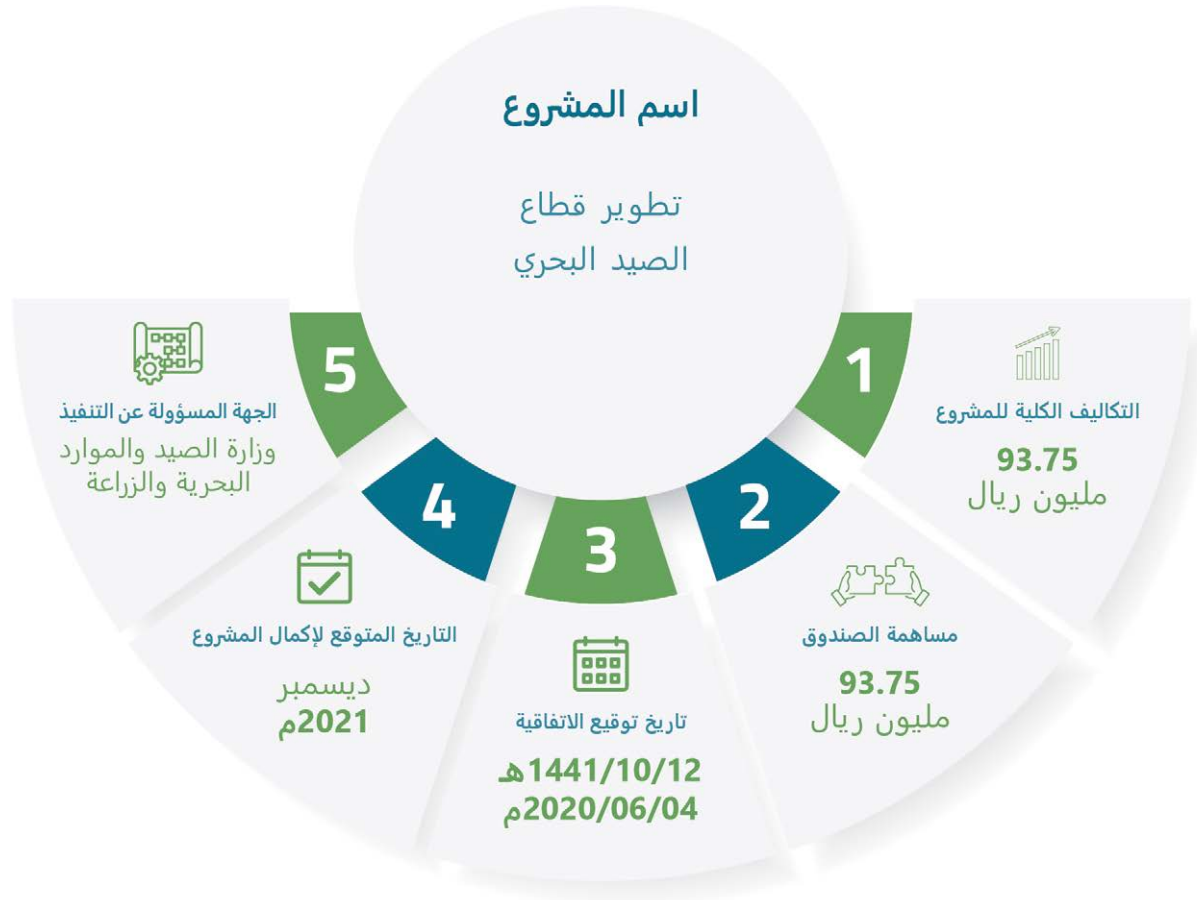 اسم المشروع
تطوير قطاع
الصيد البحري
1
التكاليف الكلية للمشروع
93.75
مليون ريال
2
مساهمة الصندوق
93.75
مليون ريال
3
تاريخ توقيع الاتفاقية
1441/10/12هـ
2020/06/04م
4
التاريخ المتوقع لإكمال المشروع
ديسمبر
2021م
5
الجهة المسؤولة عن التنفيذ
وزارة الصيد والموارد
البحرية والزراعة